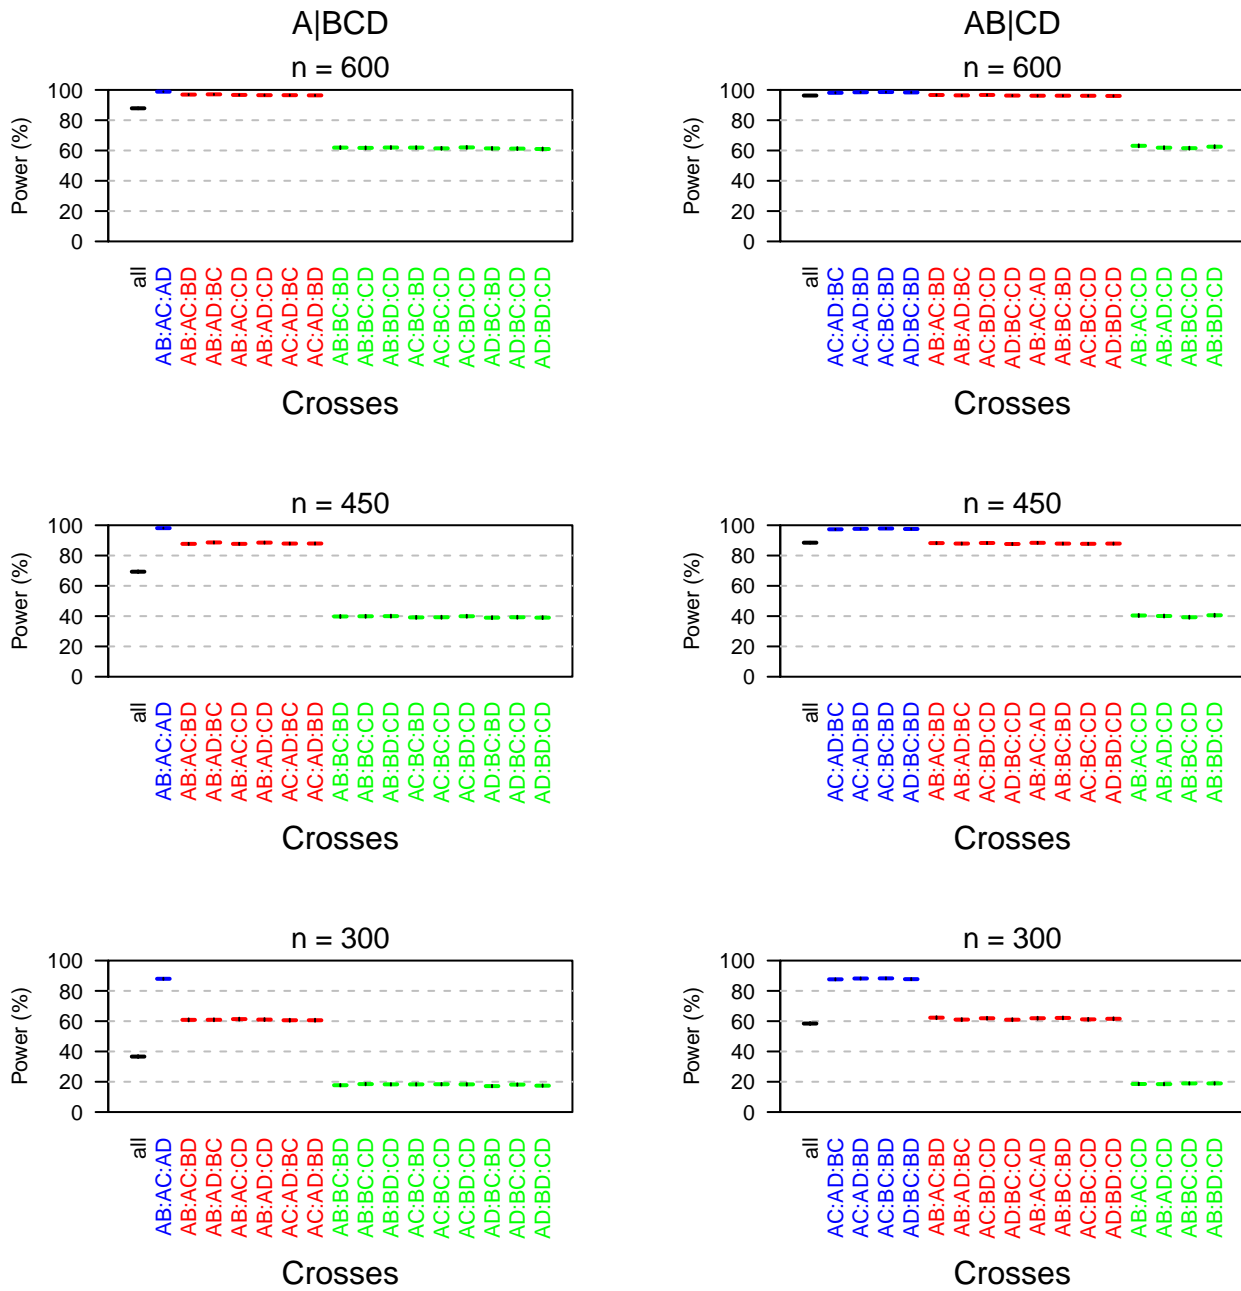 A|BCD
n = 600
Power (%)
100
80
60
40
20
0
all
AB:AC:AD
AB:AC:BD
AB:AD:BC
AB:AC:CD
AB:AD:CD
AC:AD:BC
AC:AD:BD
AB:BC:BD
AB:BC:CD
AB:BD:CD
AC:BC:BD
AC:BC:CD
AC:BD:CD
AD:BC:BD
AD:BC:CD
AD:BD:CD
Crosses
AB|CD
n = 600
Power (%)
100
80
60
40
20
0
all
AC:AD:BC
AC:AD:BD
AC:BC:BD
AD:BC:BD
AB:AC:BD
AB:AD:BC
AC:BD:CD
AD:BC:CD
AB:AC:AD
AB:BC:BD
AC:BC:CD
AD:BD:CD
AB:AC:CD
AB:AD:CD
AB:BC:CD
AB:BD:CD
Crosses
n = 450
Power (%)
100
80
60
40
20
0
all
AB:AC:AD
AB:AC:BD
AB:AD:BC
AB:AC:CD
AB:AD:CD
AC:AD:BC
AC:AD:BD
AB:BC:BD
AB:BC:CD
AB:BD:CD
AC:BC:BD
AC:BC:CD
AC:BD:CD
AD:BC:BD
AD:BC:CD
AD:BD:CD
Crosses
n = 450
Power (%)
100
80
60
40
20
0
all
AC:AD:BC
AC:AD:BD
AC:BC:BD
AD:BC:BD
AB:AC:BD
AB:AD:BC
AC:BD:CD
AD:BC:CD
AB:AC:AD
AB:BC:BD
AC:BC:CD
AD:BD:CD
AB:AC:CD
AB:AD:CD
AB:BC:CD
AB:BD:CD
Crosses
n = 300
Power (%)
100
80
60
40
20
0
all
AB:AC:AD
AB:AC:BD
AB:AD:BC
AB:AC:CD
AB:AD:CD
AC:AD:BC
AC:AD:BD
AB:BC:BD
AB:BC:CD
AB:BD:CD
AC:BC:BD
AC:BC:CD
AC:BD:CD
AD:BC:BD
AD:BC:CD
AD:BD:CD
Crosses
n = 300
Power (%)
100
80
60
40
20
0
all
AC:AD:BC
AC:AD:BD
AC:BC:BD
AD:BC:BD
AB:AC:BD
AB:AD:BC
AC:BD:CD
AD:BC:CD
AB:AC:AD
AB:BC:BD
AC:BC:CD
AD:BD:CD
AB:AC:CD
AB:AD:CD
AB:BC:CD
AB:BD:CD
Crosses